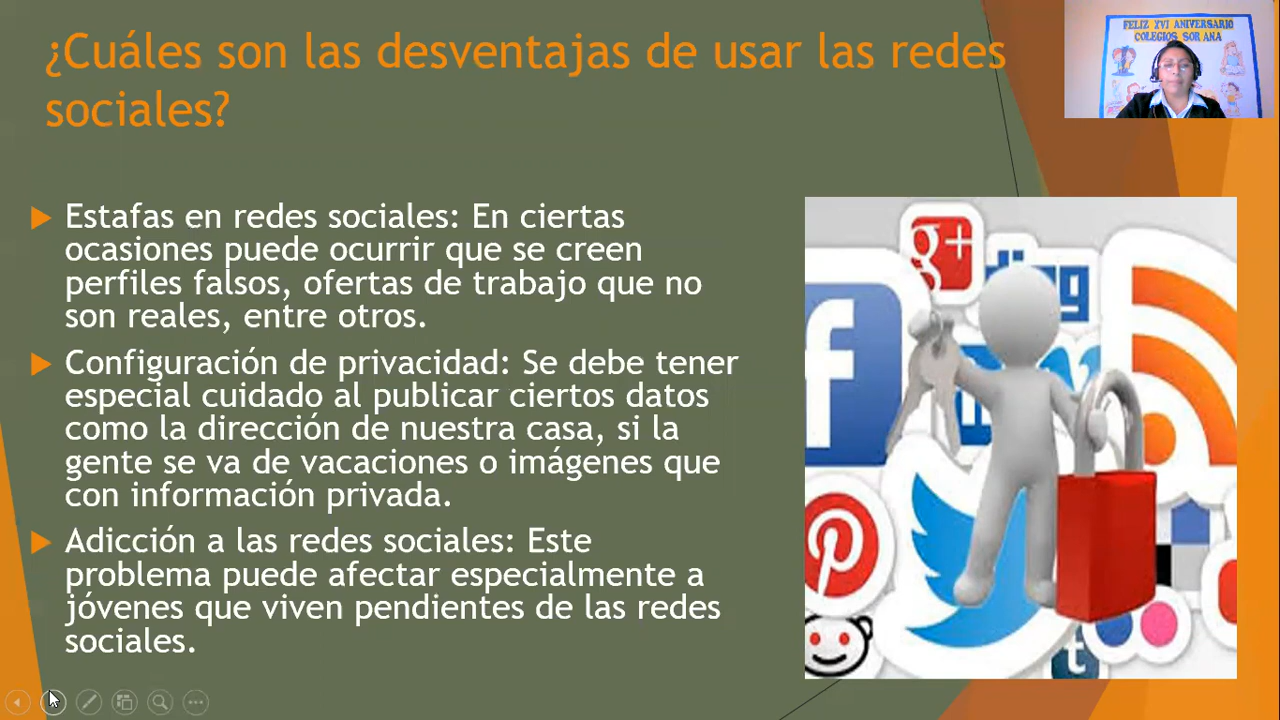 ¿Cuáles son las desventajas de usar las redes
sociales?
FELIZ XVI ANIVERSARIO
COLEGIOS SOR ANA
Estafas en redes sociales: En ciertas
ocasiones puede ocurrir que se creen
perfiles falsos, ofertas de trabajo que no
son reales, entre otros.
Configuración de privacidad: Se debe tener
especial cuidado al publicar ciertos datos
como la dirección de nuestra casa, si la
gente se va de vacaciones o imágenes que
con información privada.
Adicción a las redes sociales: Este
problema puede afectar especialmente a
jóvenes que viven pendientes de las redes
sociales.
g+
f
t